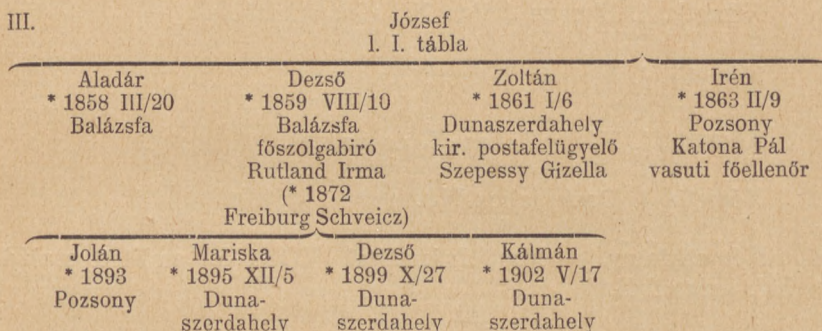 III. József
l. I. tábla
Aladár Dezső Zoltán Irén
* 1858 III/20 * 1859 VIII/10 * 1861 I/6 * 1863 II/9
Balázsfa Balázsfa Dunaszerdahely Pozsony
főszolgabiró kir. postafelügyelő Katona Pál
Rutland Irma Szepessy Gizella vasuti főellenőr
(* 1872
Freiburg Schveicz)
Jolán Mariska Dezső Kálmán
* 1893 * 1895 XII/5 * 1899 X/27 * 1902 V/17
Pozsony Duna- Duna- Duna-
szerdahely szerdahely szerdahely